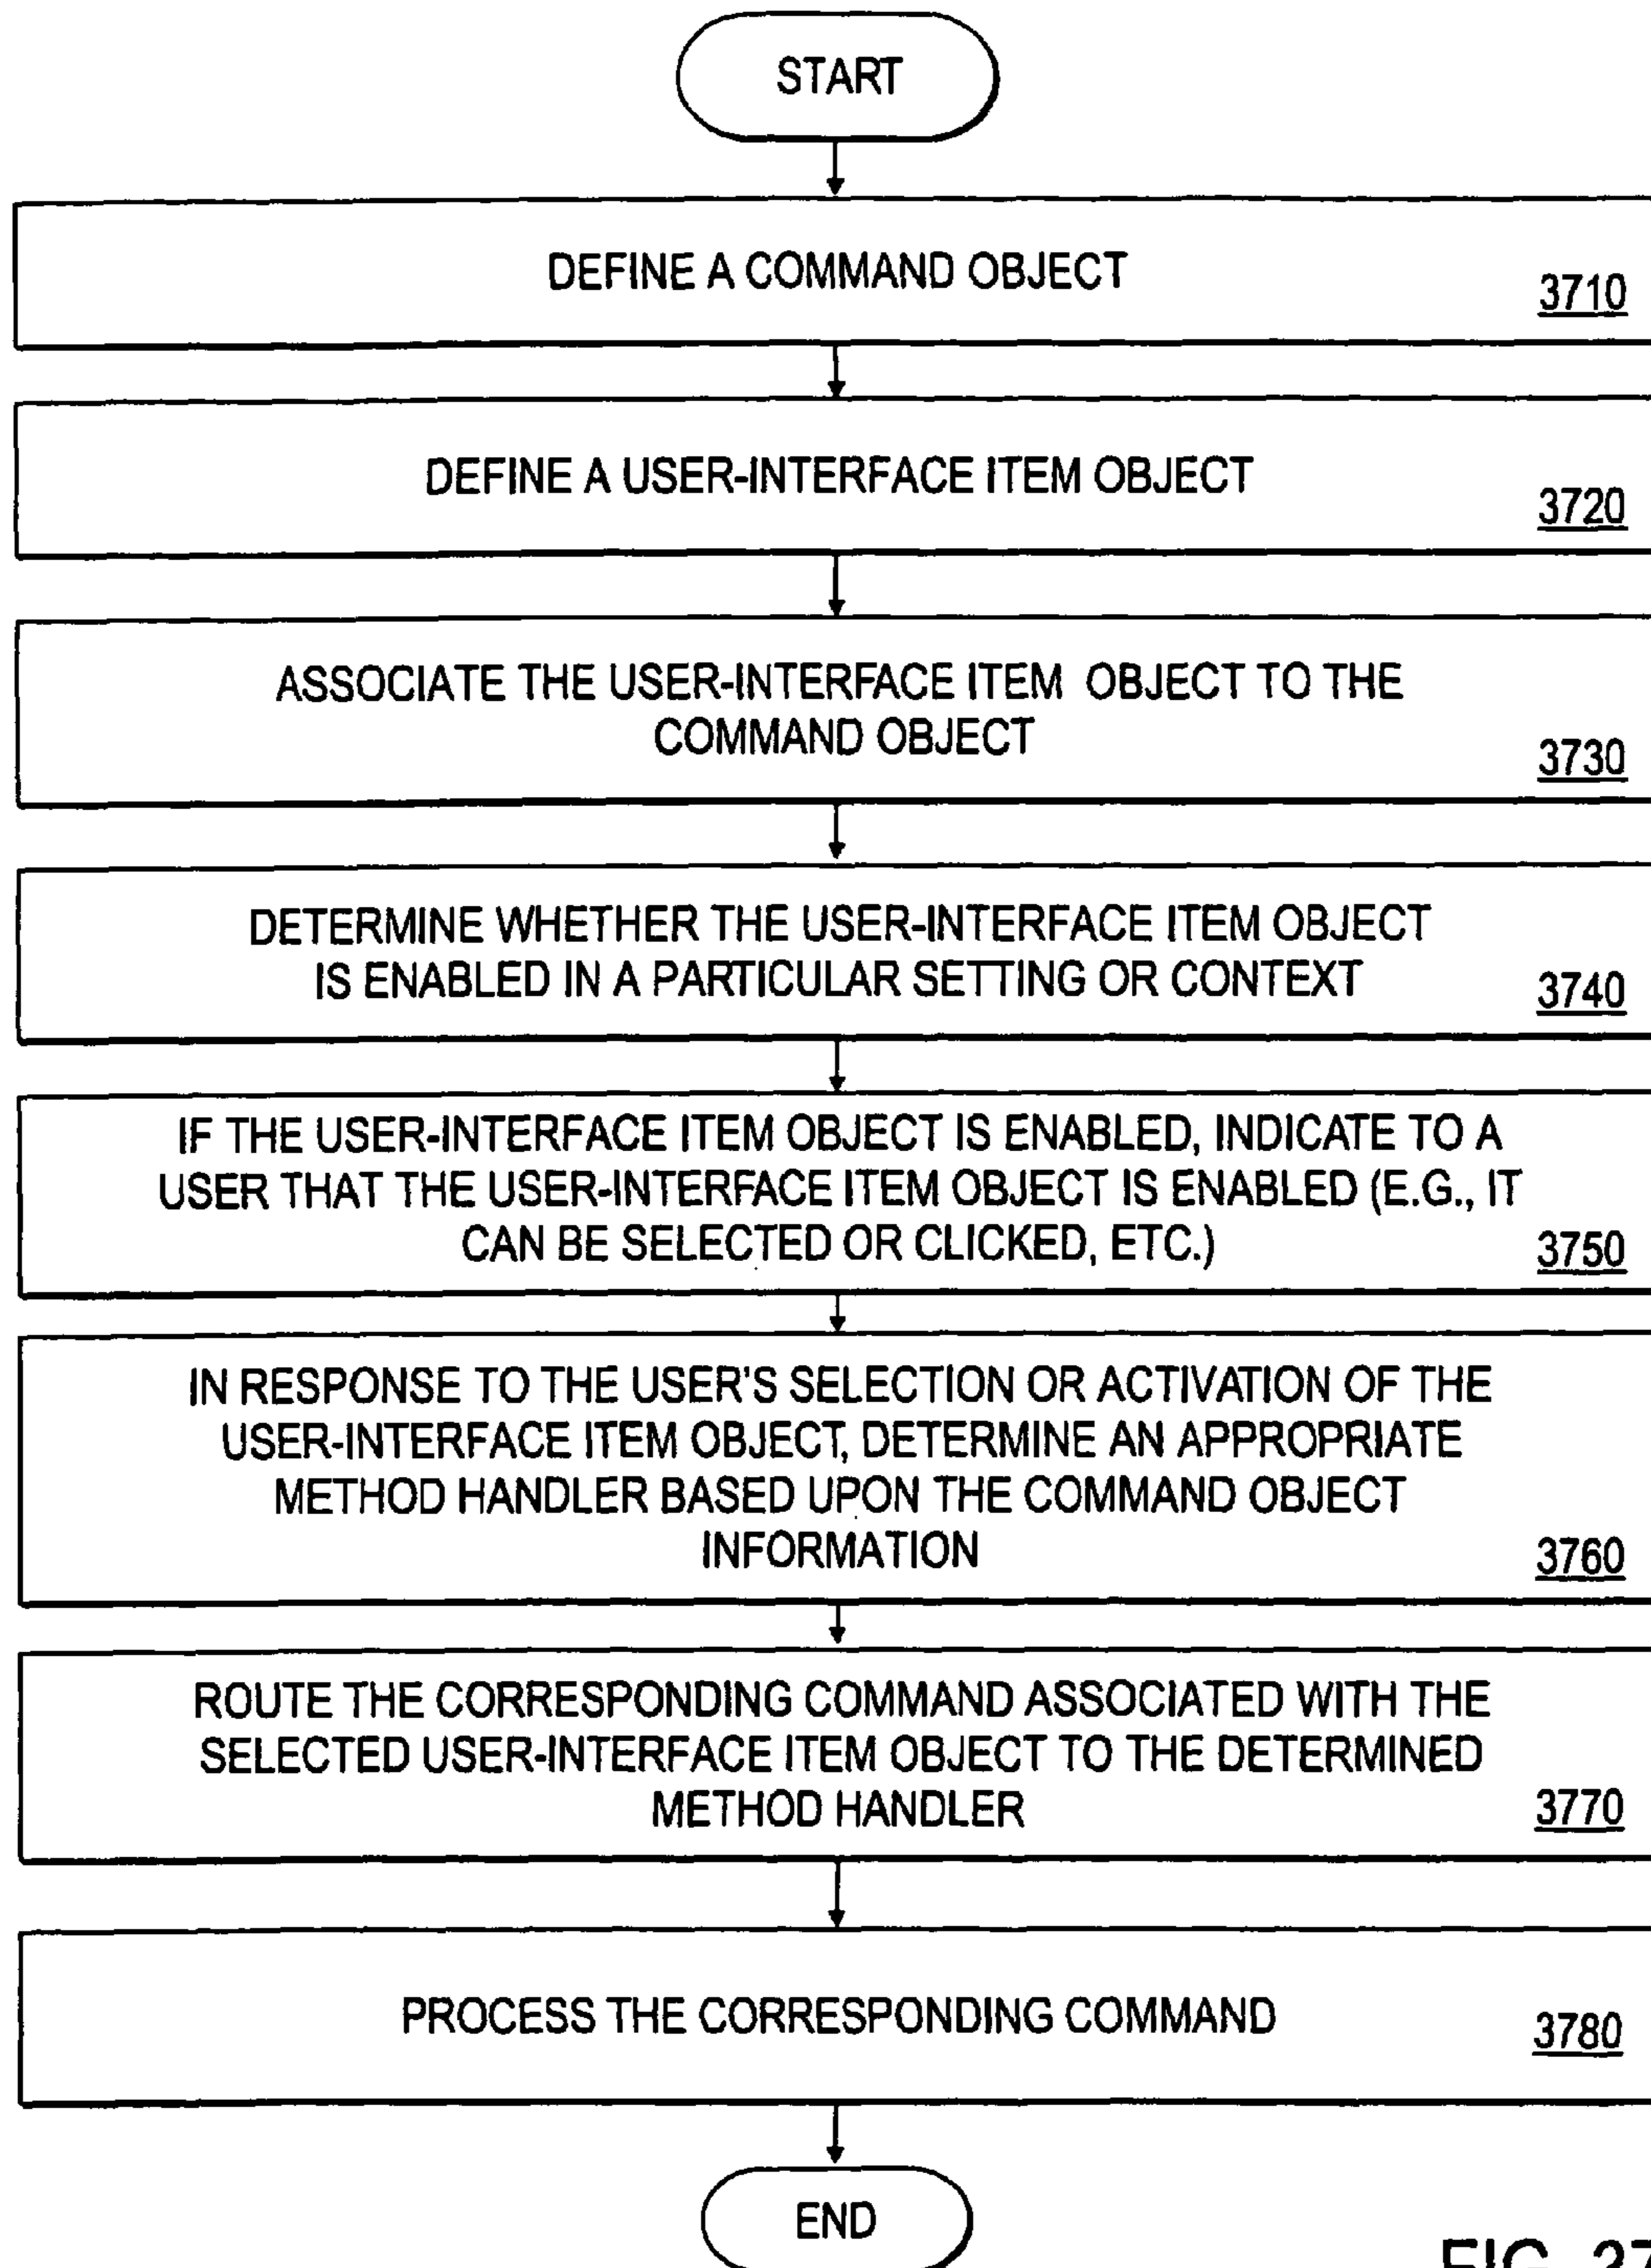 START
DEFINE A COMMAND OBJECT
3710
DEFINE A USER-INTERFACE ITEM OBJECT
3720
ASSOCIATE THE USER-INTERFACE ITEM OBJECT TO THE
COMMAND OBJECT
3730
DETERMINE WHETHER THE USER-INTERFACE ITEM OBJECT
IS ENABLED IN A PARTICULAR SETTING OR CONTEXT
3740
IF THE USER-INTERFACE ITEM OBJECT IS ENABLED, INDICATE TO A
USER THAT THE USER-INTERFACE ITEM OBJECT IS ENABLED (E.G., IT
CAN BE SELECTED OR CLICKED, ETC.)
3750
IN RESPONSE TO THE USER'S SELECTION OR ACTIVATION OF THE
USER-INTERFACE ITEM OBJECT, DETERMINE AN APPROPRIATE
METHOD HANDLER BASED UPON THE COMMAND OBJECT
INFORMATION
3760
ROUTE THE CORRESPONDING COMMAND ASSOCIATED WITH THE
SELECTED USER-INTERFACE ITEM OBJECT TO THE DETERMINED
METHOD HANDLER
3770
PROCESS THE CORRESPONDING COMMAND
3780
END
FIG. 37